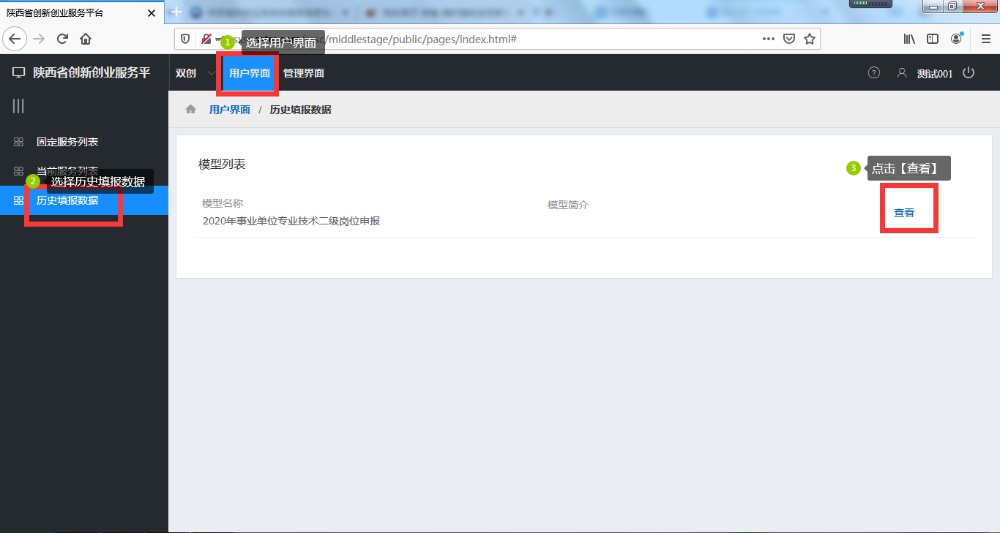 陕西省创新创业服务平台
1 选择用户界面
/middlestage/public/pages/index.html#
陕西省创新创业服务平
双创
用户界面
管理界面
测试001
用户界面 / 历史填报数据
固定服务列表
当前服务列表
2 选择历史填报数据
历史填报数据
模型列表
3 点击【查看】
模型名称
模型简介
2020年事业单位专业技术二级岗位申报
查看